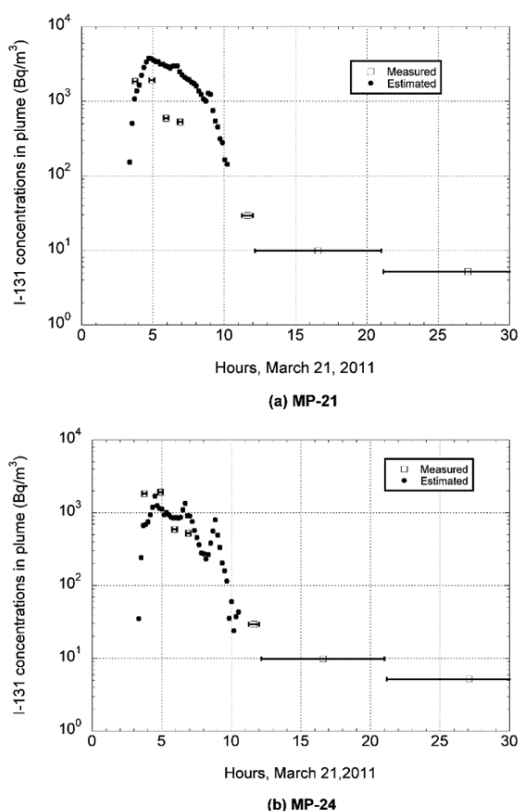 I-131 concentrations in plume (Bq/m³)
10⁴
10³
10²
10¹
10⁰
Measured
Estimated
0 5 10 15 20 25 30
Hours, March 21, 2011
(a) MP-21
I-131 concentrations in plume (Bq/m³)
10⁴
10³
10²
10¹
10⁰
Measured
Estimated
0 5 10 15 20 25 30
Hours, March 21,2011
(b) MP-24